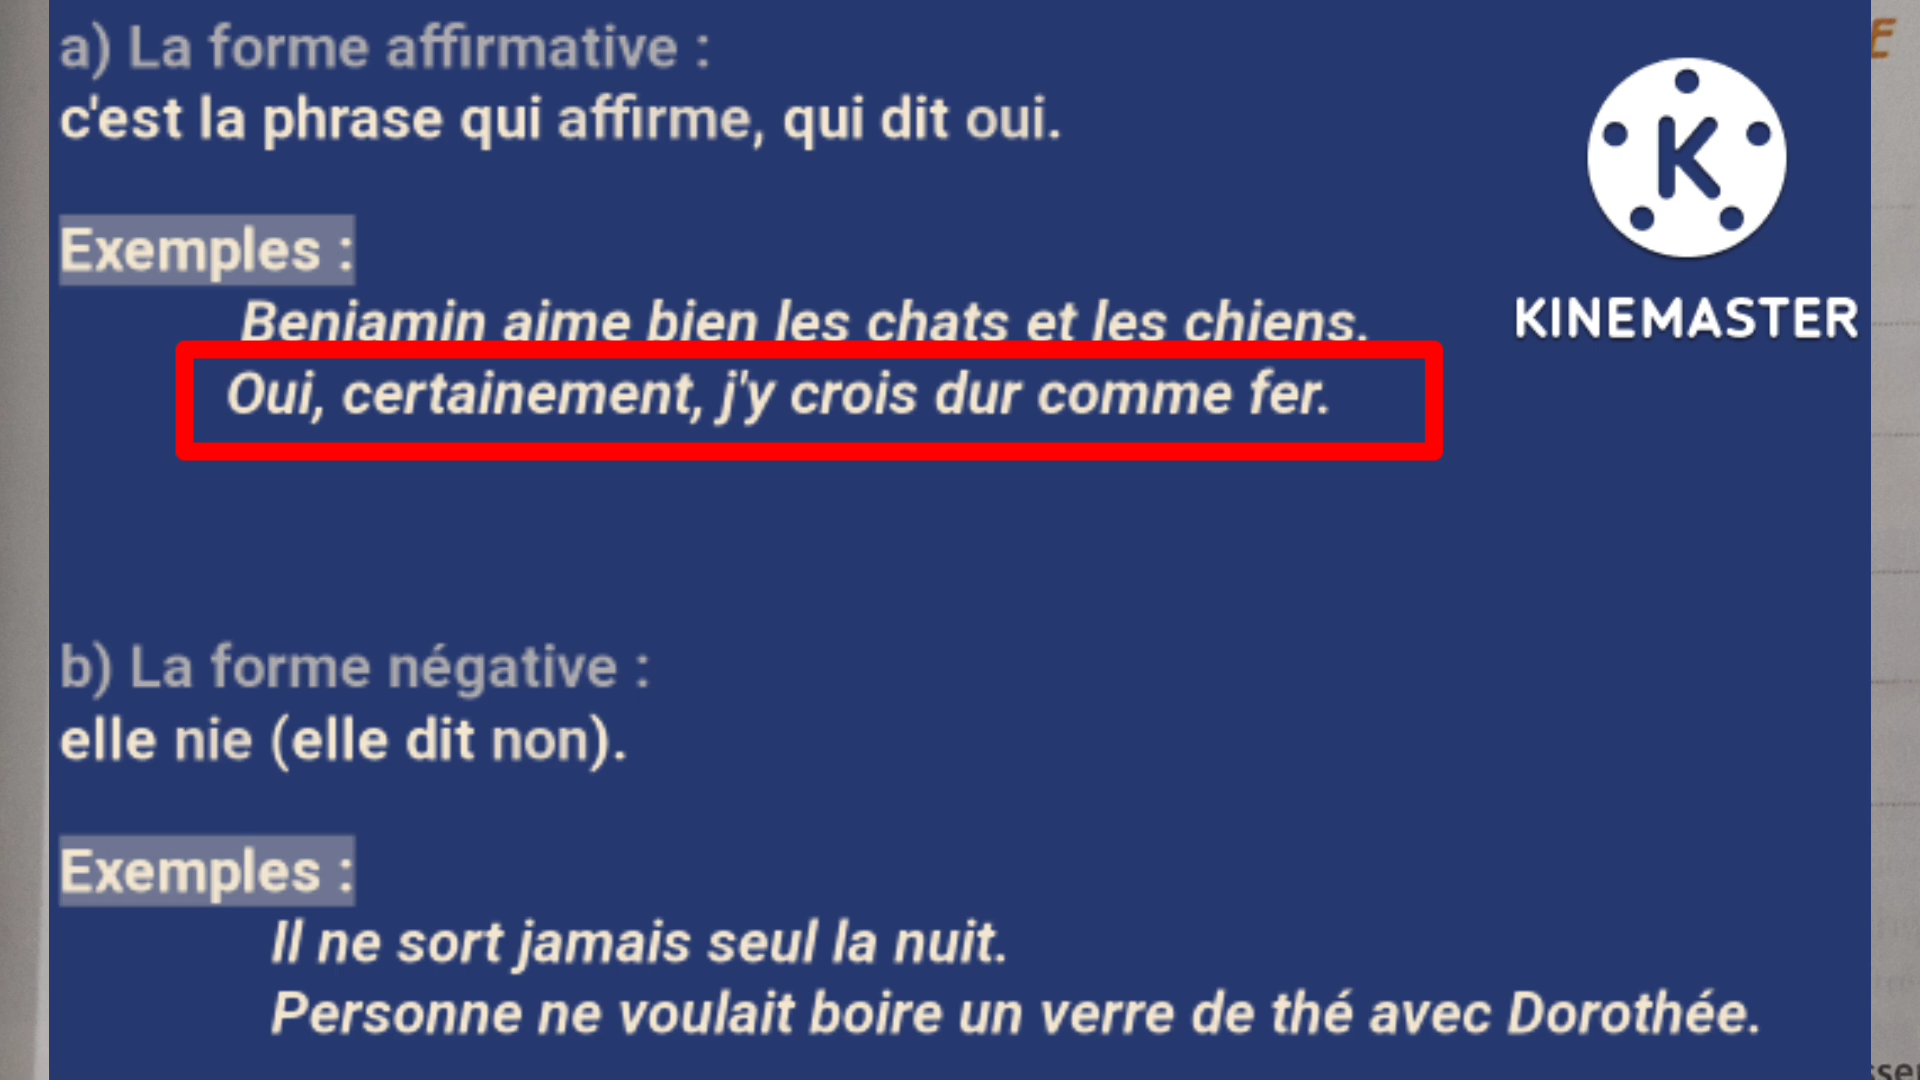 a) La forme affirmative :
c'est la phrase qui affirme, qui dit oui.
Exemples :
Benjamin aime bien les chats et les chiens.
Oui, certainement, j'y crois dur comme fer.
b) La forme négative :
elle nie (elle dit non).
Exemples :
Il ne sort jamais seul la nuit.
Personne ne voulait boire un verre de thé avec Dorothée.
K
KINEMASTER